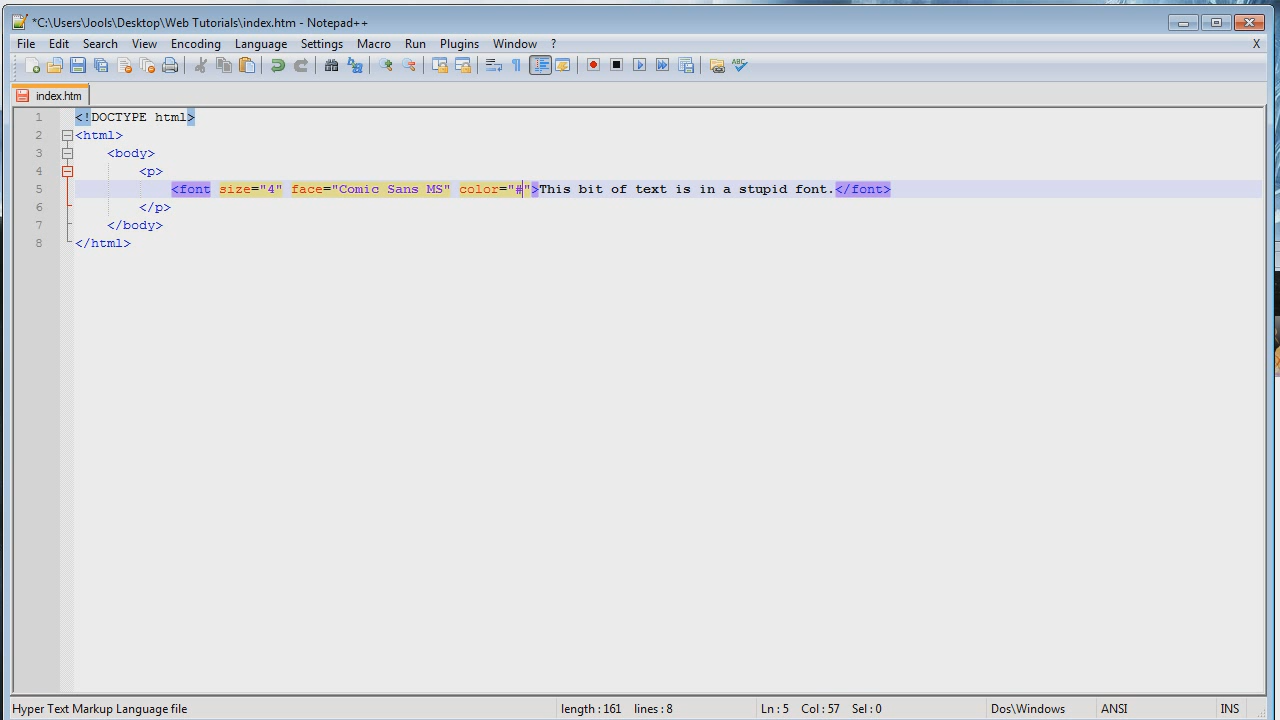 *C:\Users\Jools\Desktop\Web Tutorials\index.htm - Notepad++
File Edit Search View Encoding Language Settings Macro Run Plugins Window ? X
ABC
index.htm
1 <!DOCTYPE html>
2 <html>
3 <body>
4 <p>
5 <font size="4" face="Comic Sans MS" color="#">This bit of text is in a stupid font.</font>
6 </p>
7 </body>
8 </html>
Hyper Text Markup Language file length : 161 lines : 8 Ln : 5 Col : 57 Sel : 0 Dos\Windows ANSI INS